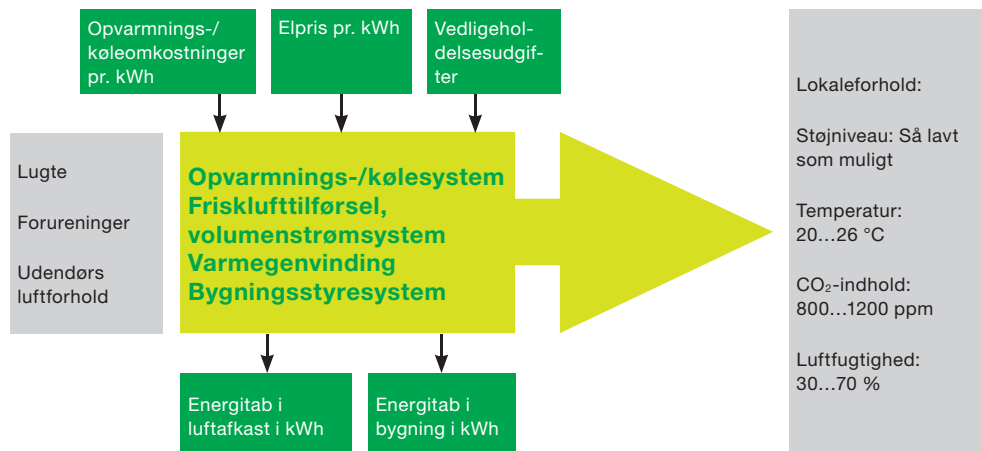 Opvarmnings-/
køleomkostninger
pr. kWh
Elpris pr. kWh
Vedligehol-
delsesudgif-
ter
Lugte
Forureninger
Udendørs
luftforhold
Opvarmnings-/kølesystem
Frisklufttilførsel,
volumenstrømsystem
Varmegenvinding
Bygningsstyresystem
Energitab i
luftafkast i kWh
Energitab i
bygning i kWh
Lokaleforhold:
Støjniveau: Så lavt
som muligt
Temperatur:
20…26 °C
CO₂-indhold:
800…1200 ppm
Luftfugtighed:
30…70 %